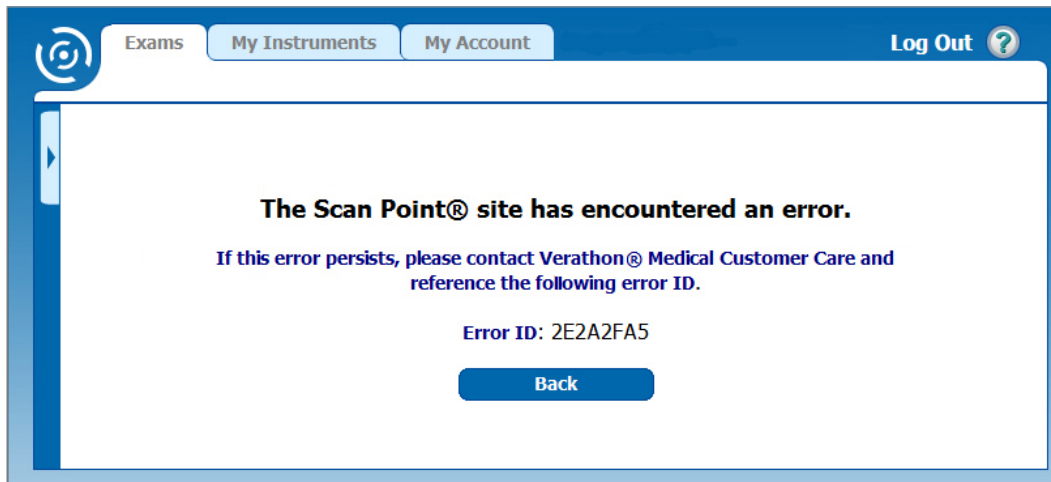 Exams My Instruments My Account Log Out ?
The Scan Point® site has encountered an error.
If this error persists, please contact Verathon® Medical Customer Care and
reference the following error ID.
Error ID: 2E2A2FA5
Back